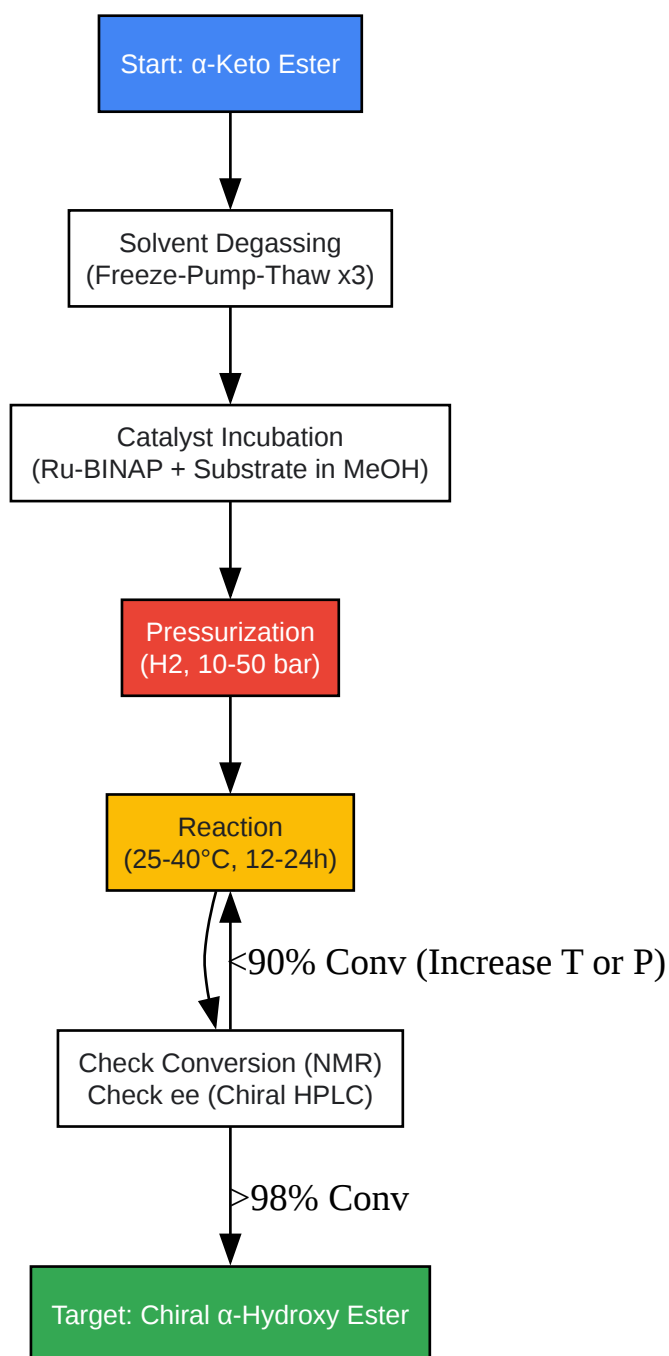 Start: α-Keto Ester
Solvent Degassing
(Freeze-Pump-Thaw x3)
Catalyst Incubation
(Ru-BINAP + Substrate in MeOH)
Pressurization
(H2, 10-50 bar)
Reaction
(25-40°C, 12-24h)
<90% Conv (Increase T or P)
Check Conversion (NMR)
Check ee (Chiral HPLC)
>98% Conv
Target: Chiral α-Hydroxy Ester